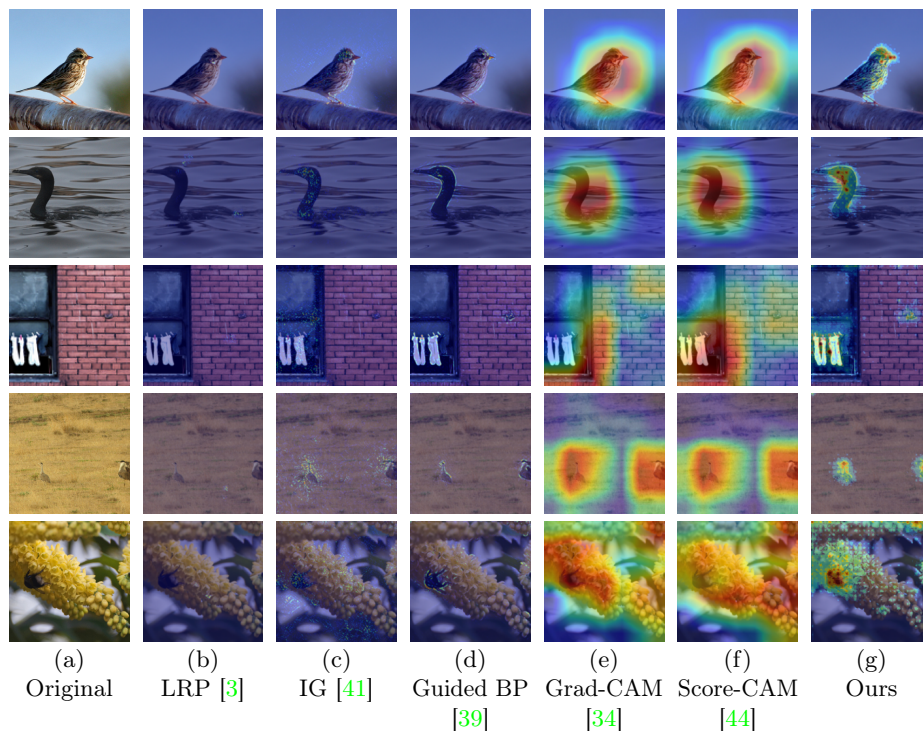 (a) (b) (c) (d) (e) (f) (g)
Original LRP [3] IG [41] Guided BP Grad-CAM Score-CAM Ours
[39] [34] [44]